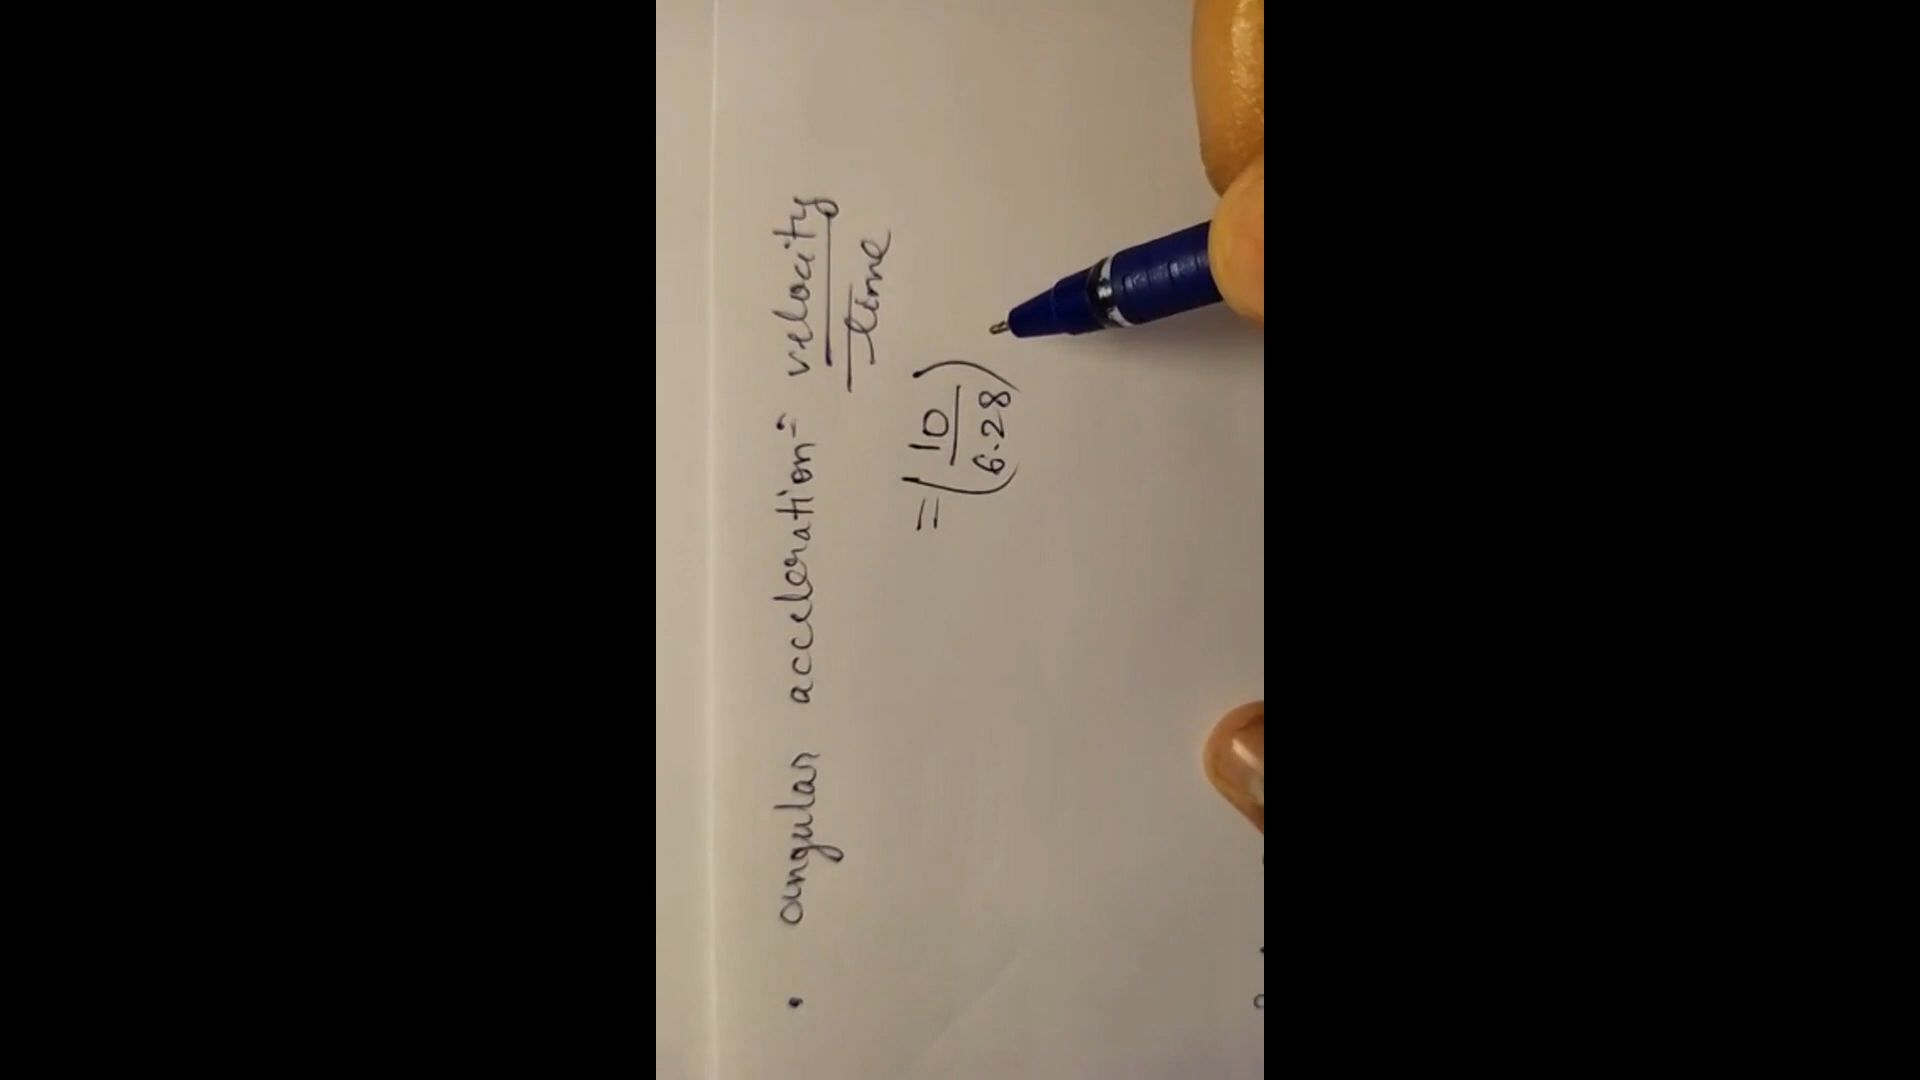 • angular acceleration = velocity
time
= (10
6.28)